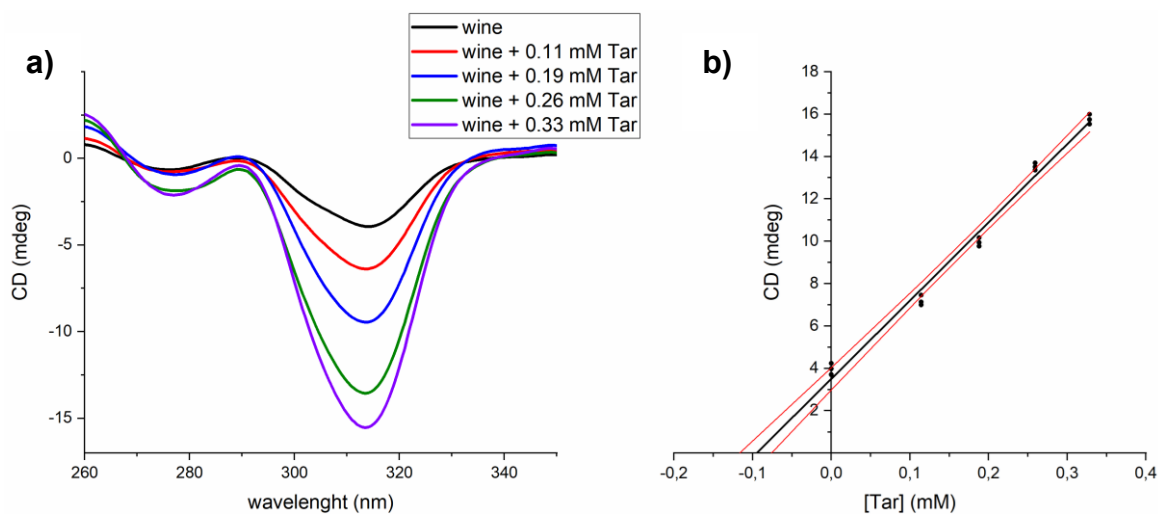 a)
wine
wine + 0.11 mM Tar
wine + 0.19 mM Tar
wine + 0.26 mM Tar
wine + 0.33 mM Tar
CD (mdeg)
0
-5
-10
-15
260
280
300
320
340
wavelenght (nm)
b)
CD (mdeg)
18
16
14
12
10
8
6
4
2
-0,2
-0,1
0,0
0,1
0,2
0,3
0,4
[Tar] (mM)